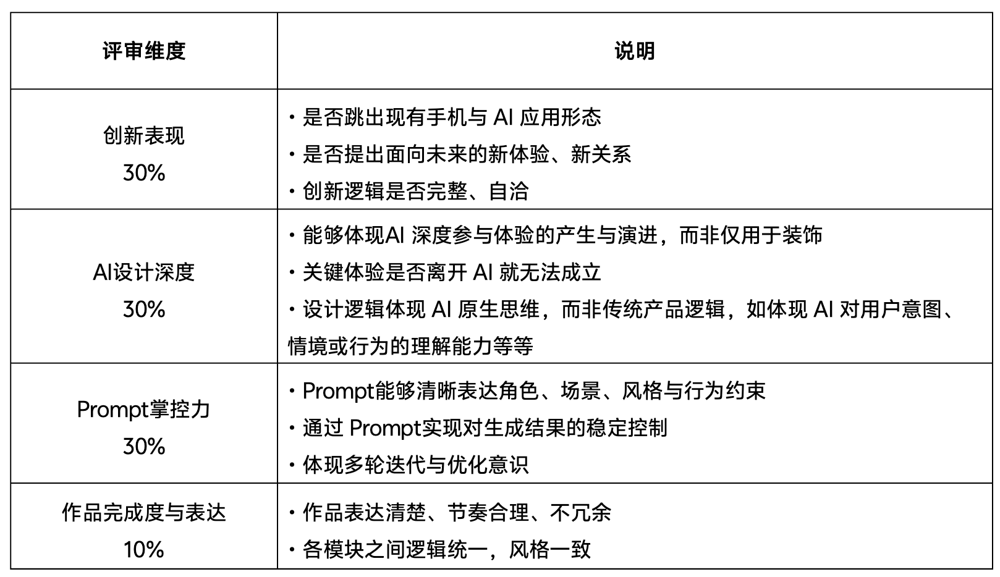 评审维度
说明
创新表现
30%
· 是否跳出现有手机与 AI 应用形态
· 是否提出面向未来的新体验、新关系
· 创新逻辑是否完整、自洽
AI设计深度
30%
· 能够体现AI 深度参与体验的产生与演进，而非仅用于装饰
· 关键体验是否离开 AI 就无法成立
· 设计逻辑体现 AI 原生思维，而非传统产品逻辑，如体现 AI 对用户意图、
情境或行为的理解能力等等
Prompt掌控力
30%
· Prompt能够清晰表达角色、场景、风格与行为约束
· 通过 Prompt实现对生成结果的稳定控制
· 体现多轮迭代与优化意识
作品完成度与表达
10%
· 作品表达清楚、节奏合理、不冗余
· 各模块之间逻辑统一，风格一致